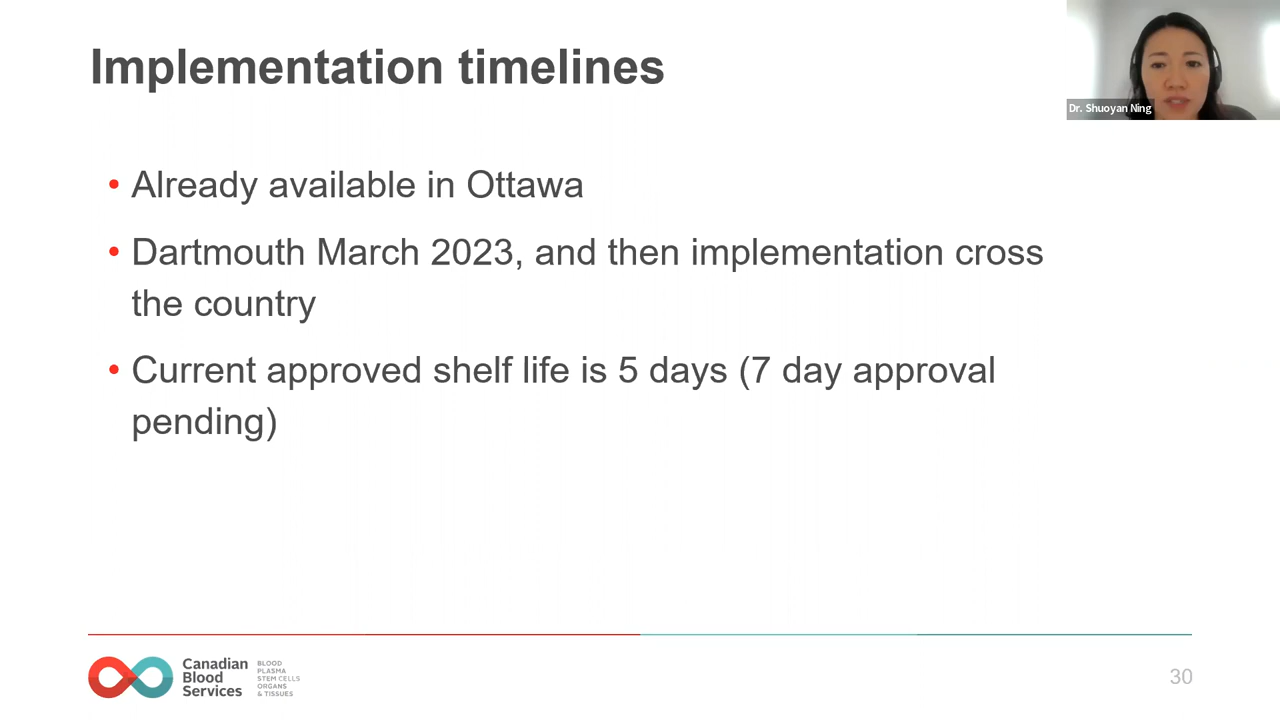 Implementation timelines
Dr. Shuoyan Ning
• Already available in Ottawa
• Dartmouth March 2023, and then implementation cross
the country
• Current approved shelf life is 5 days (7 day approval
pending)
Canadian
Blood
Services
BLOOD
PLASMA
STEM CELLS
ORGANS
& TISSUES
30